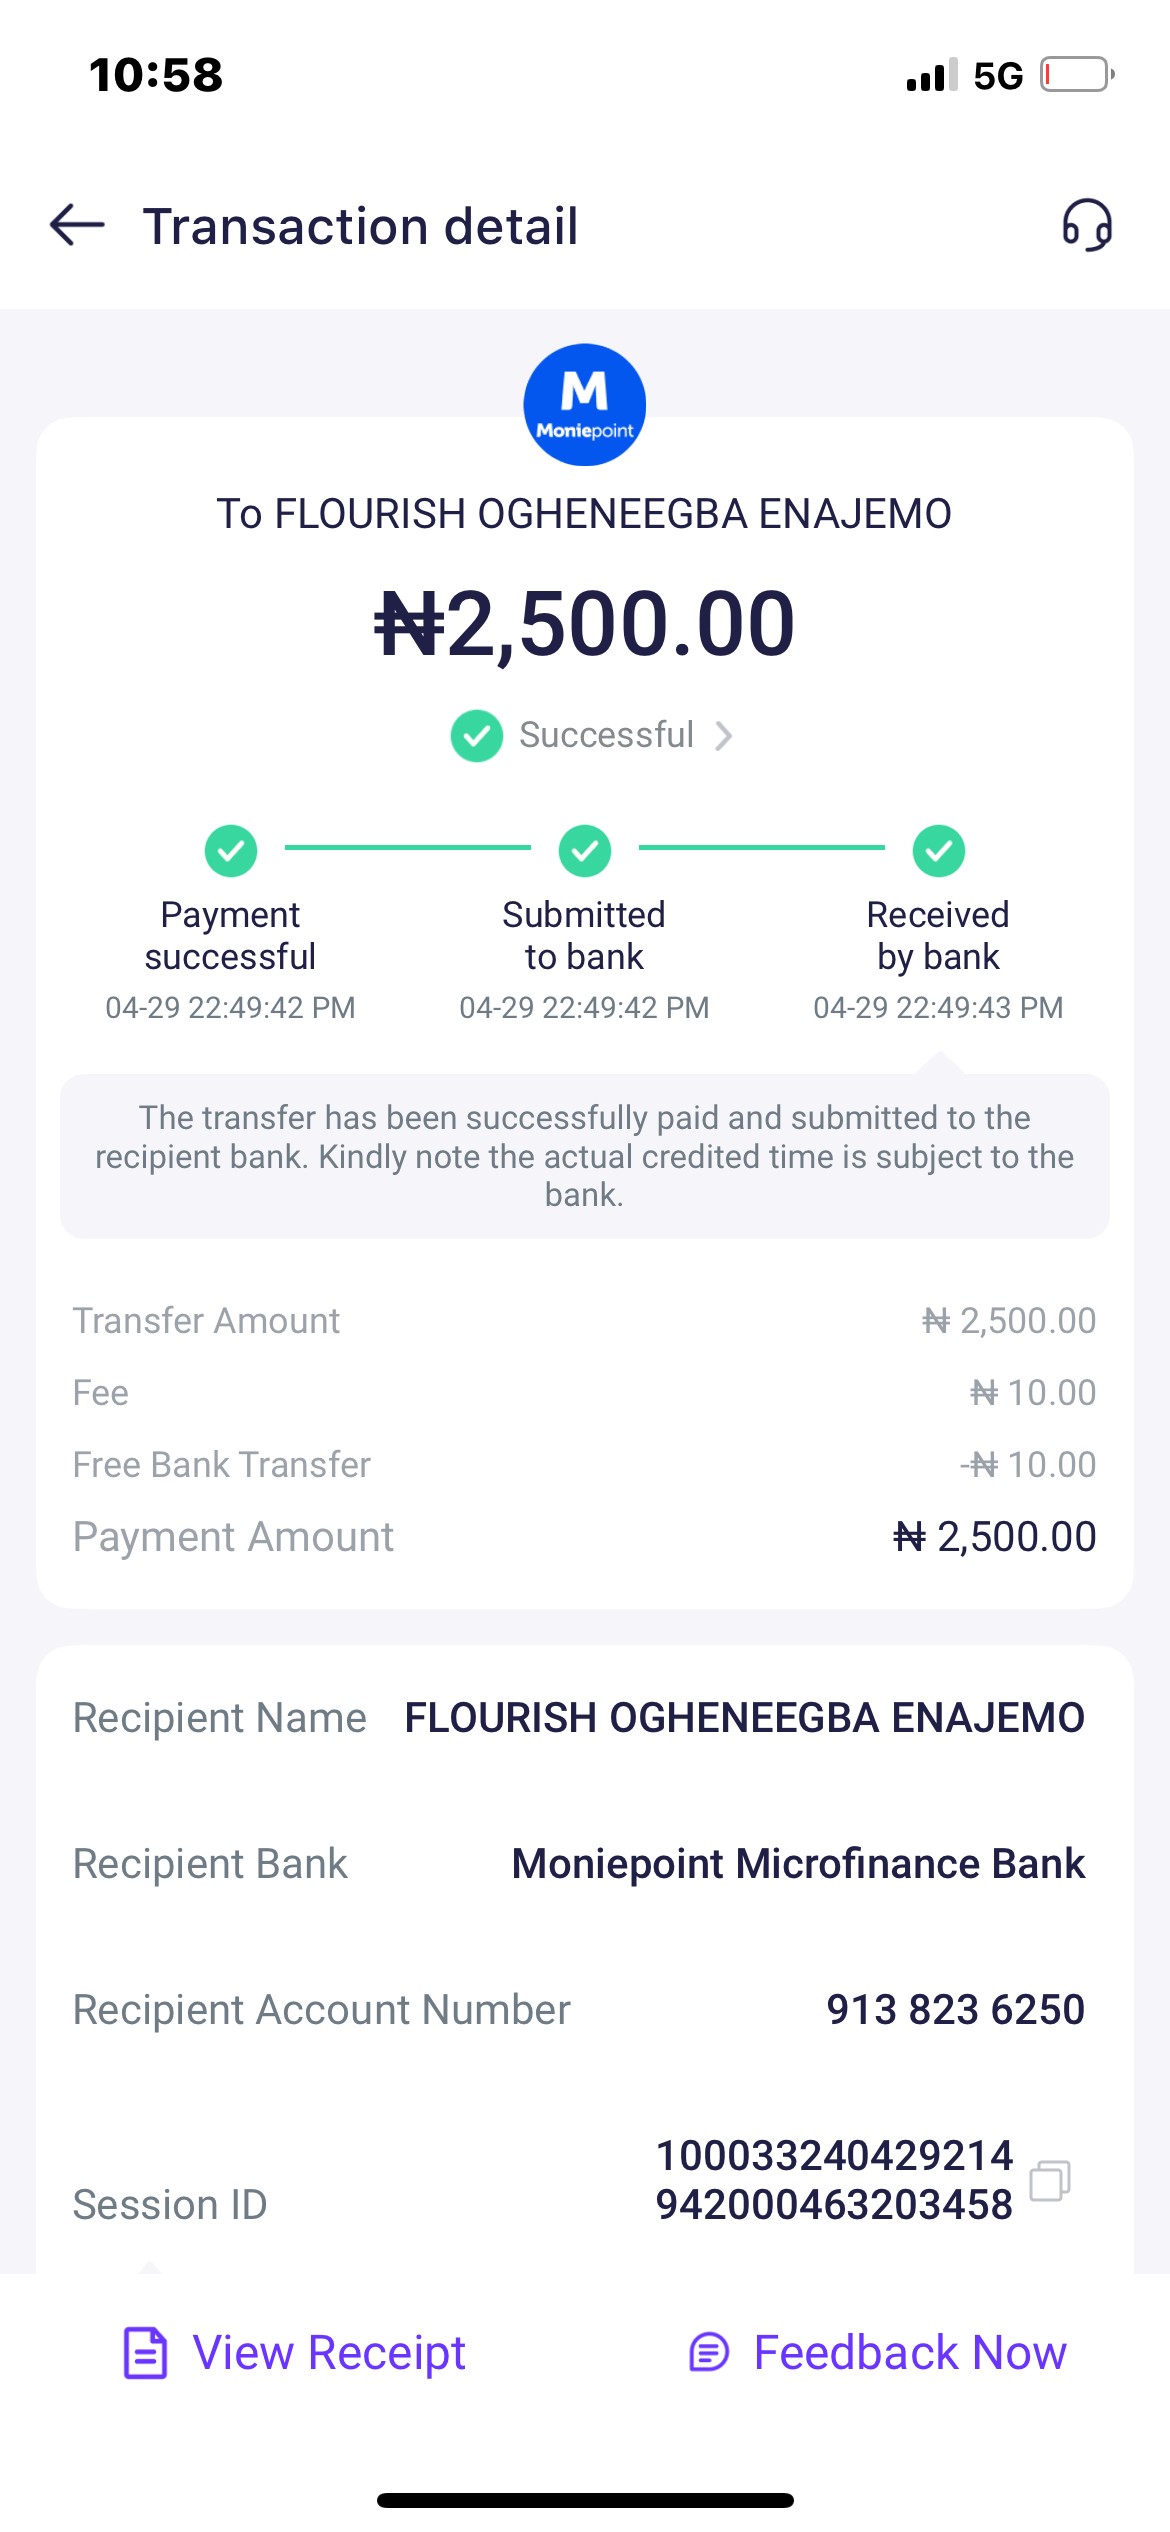 10:58
5G
Transaction detail
M
Moniepoint
To FLOURISH OGHENEEGBA ENAJEMO
₦2,500.00
Successful
Payment successful
Submitted to bank
Received by bank
04-29 22:49:42 PM
04-29 22:49:42 PM
04-29 22:49:43 PM
The transfer has been successfully paid and submitted to the
recipient bank. Kindly note the actual credited time is subject to the
bank.
Transfer Amount ₦ 2,500.00
Fee ₦ 10.00
Free Bank Transfer -₦ 10.00
Payment Amount ₦ 2,500.00
Recipient Name FLOURISH OGHENEEGBA ENAJEMO
Recipient Bank Moniepoint Microfinance Bank
Recipient Account Number 913 823 6250
Session ID 100033240429214
942000463203458
View Receipt
Feedback Now